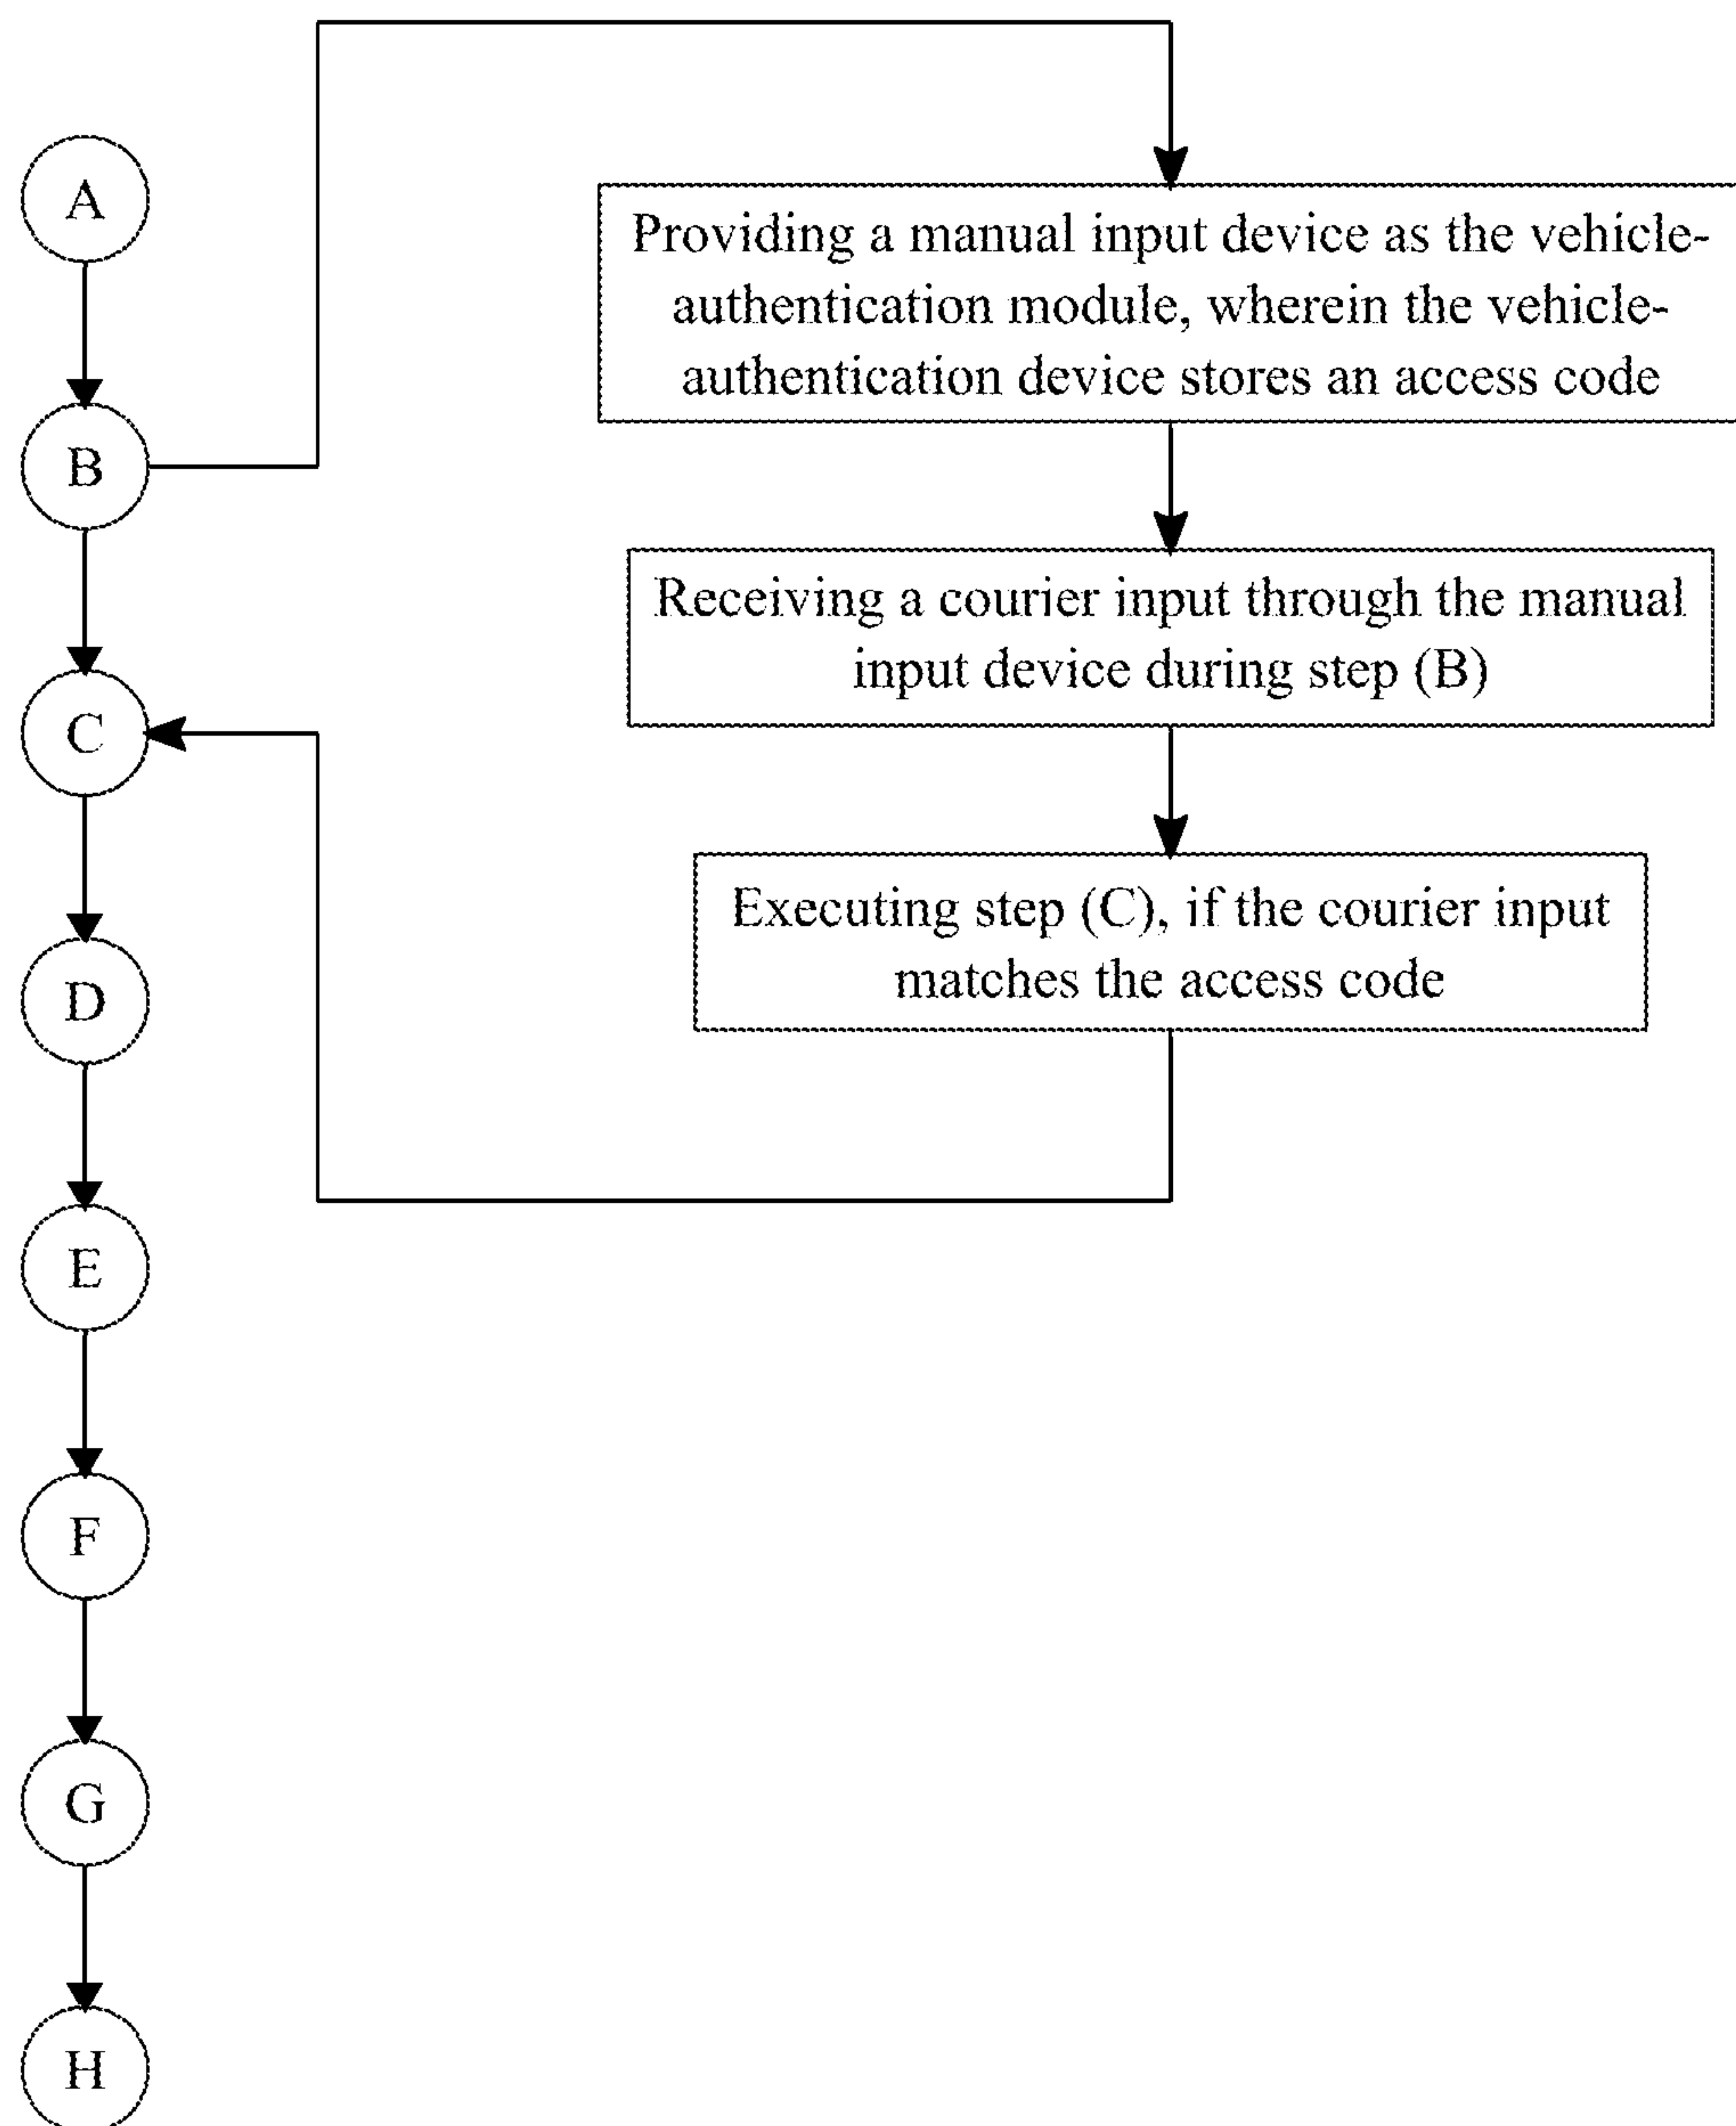 A
B
C
D
E
F
G
H
Providing a manual input device as the vehicle-
authentication module, wherein the vehicle-
authentication device stores an access code
Receiving a courier input through the manual
input device during step (B)
Executing step (C), if the courier input
matches the access code